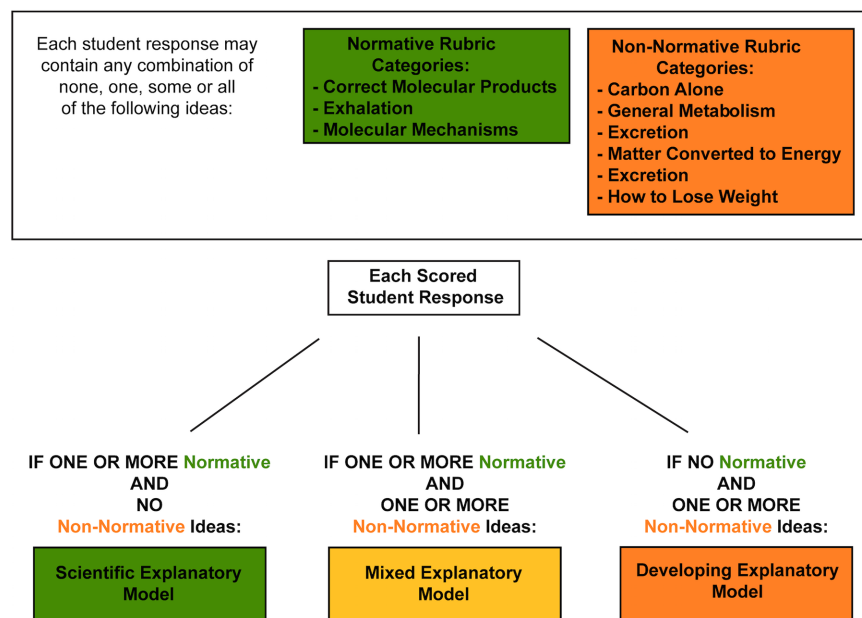 Each student response may
contain any combination of
none, one, some or all
of the following ideas:
Normative Rubric
Categories:
- Correct Molecular Products
- Exhalation
- Molecular Mechanisms
Non-Normative Rubric
Categories:
- Carbon Alone
- General Metabolism
- Excretion
- Matter Converted to Energy
- Excretion
- How to Lose Weight
Each Scored
Student Response
IF ONE OR MORE Normative
AND
NO
Non-Normative Ideas:
Scientific Explanatory
Model
IF ONE OR MORE Normative
AND
ONE OR MORE
Non-Normative Ideas:
Mixed Explanatory
Model
IF NO Normative
AND
ONE OR MORE
Non-Normative Ideas:
Developing Explanatory
Model